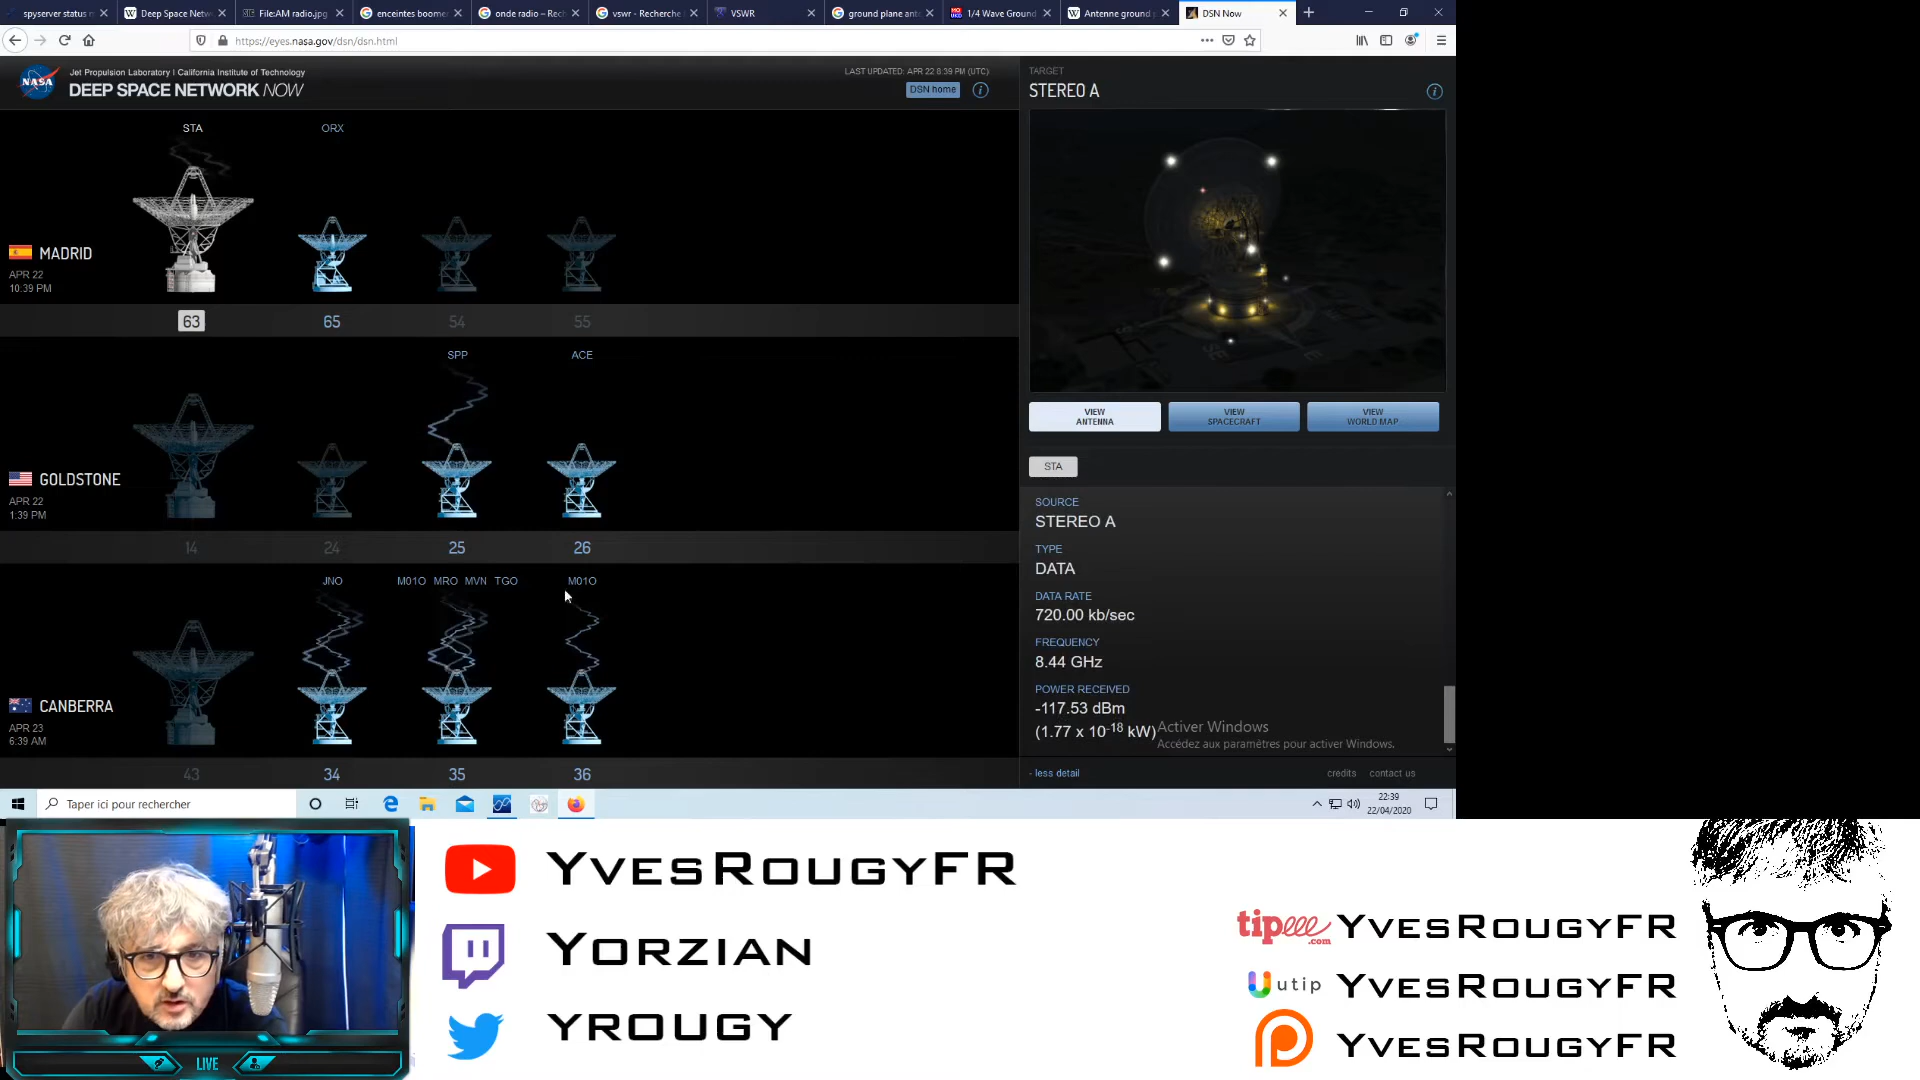 spyserver status m
Deep Space Netw
File:AM radio.jpg
enceintes boomer
onde radio – Rec
vswr - Recherche
VSWR
ground plane ant
1/4 Wave Ground
Antenne ground p
DSN Now
https://eyes.nasa.gov/dsn/dsn.html
NASA
Jet Propulsion Laboratory | California Institute of Technology
DEEP SPACE NETWORK NOW
LAST UPDATED: APR 22 8:39 PM (UTC)
DSN home
STA
ORX
MADRID
APR 22
10:39 PM
63
65
54
55
SPP
ACE
GOLDSTONE
APR 22
1:39 PM
14
24
25
26
JNO
M01O MRO MVN TGO
M01O
CANBERRA
APR 23
6:39 AM
43
34
35
36
TARGET
STEREO A
VIEW
ANTENNA
VIEW
SPACECRAFT
VIEW
WORLD MAP
STA
SOURCE
STEREO A
TYPE
DATA
DATA RATE
720.00 kb/sec
FREQUENCY
8.44 GHz
POWER RECEIVED
-117.53 dBm
(1.77 x 10-18 kW)
Activer Windows
Accédez aux paramètres pour activer Windows.
- less detail
credits
contact us
Taper ici pour rechercher
22:39
22/04/2020
LIVE
YvesRougyFR
Yorzian
yrougy
tipeee.com
YvesRougyFR
utip
YvesRougyFR
YvesRougyFR